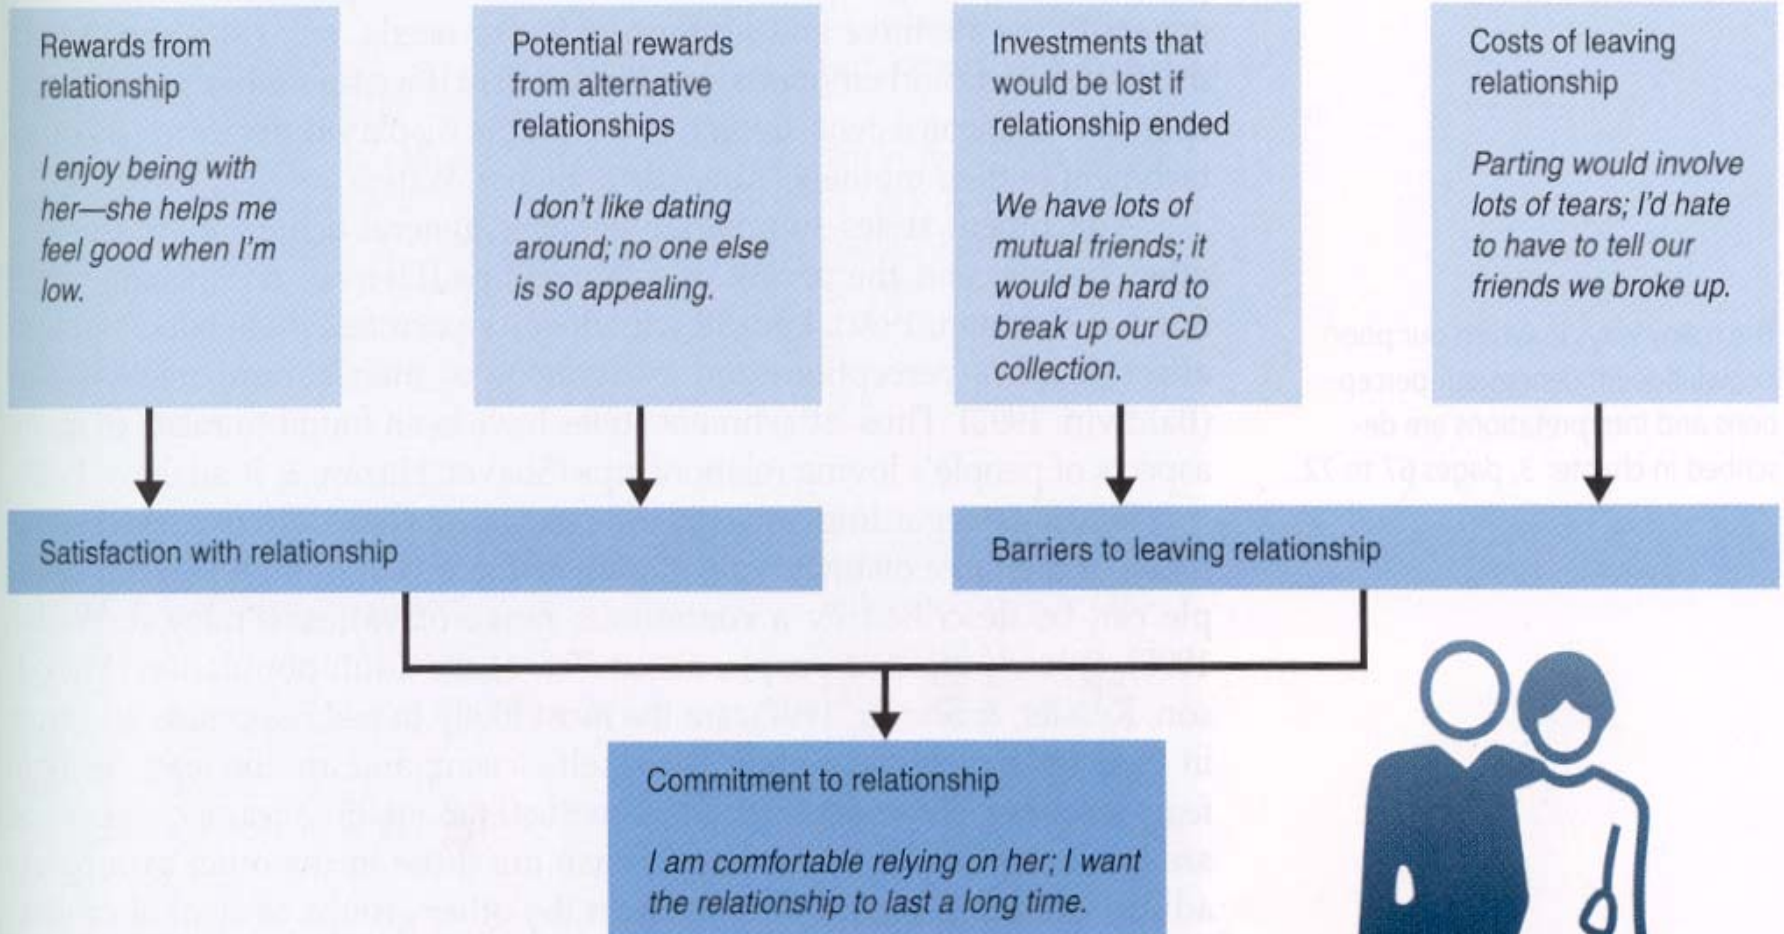 Rewards from
relationship
I enjoy being with
her—she helps me
feel good when I'm
low.
Potential rewards
from alternative
relationships
I don't like dating
around; no one else
is so appealing.
Investments that
would be lost if
relationship ended
We have lots of
mutual friends; it
would be hard to
break up our CD
collection.
Costs of leaving
relationship
Parting would involve
lots of tears; I'd hate
to have to tell our
friends we broke up.
Satisfaction with relationship
Barriers to leaving relationship
Commitment to relationship
I am comfortable relying on her; I want
the relationship to last a long time.